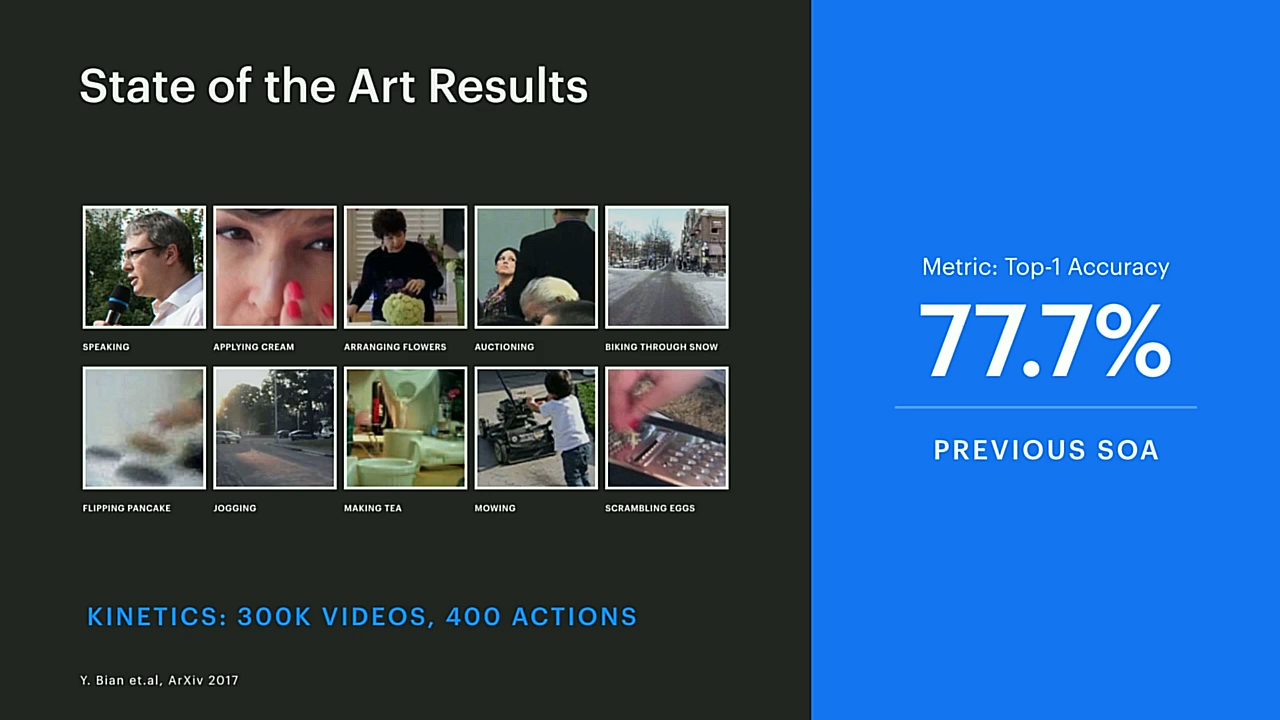 State of the Art Results
SPEAKING
APPLYING CREAM
ARRANGING FLOWERS
AUCTIONING
BIKING THROUGH SNOW
FLIPPING PANCAKE
JOGGING
MAKING TEA
MOWING
SCRAMBLING EGGS
KINETICS: 300K VIDEOS, 400 ACTIONS
Y. Bian et.al, ArXiv 2017
Metric: Top-1 Accuracy
77.7%
PREVIOUS SOA